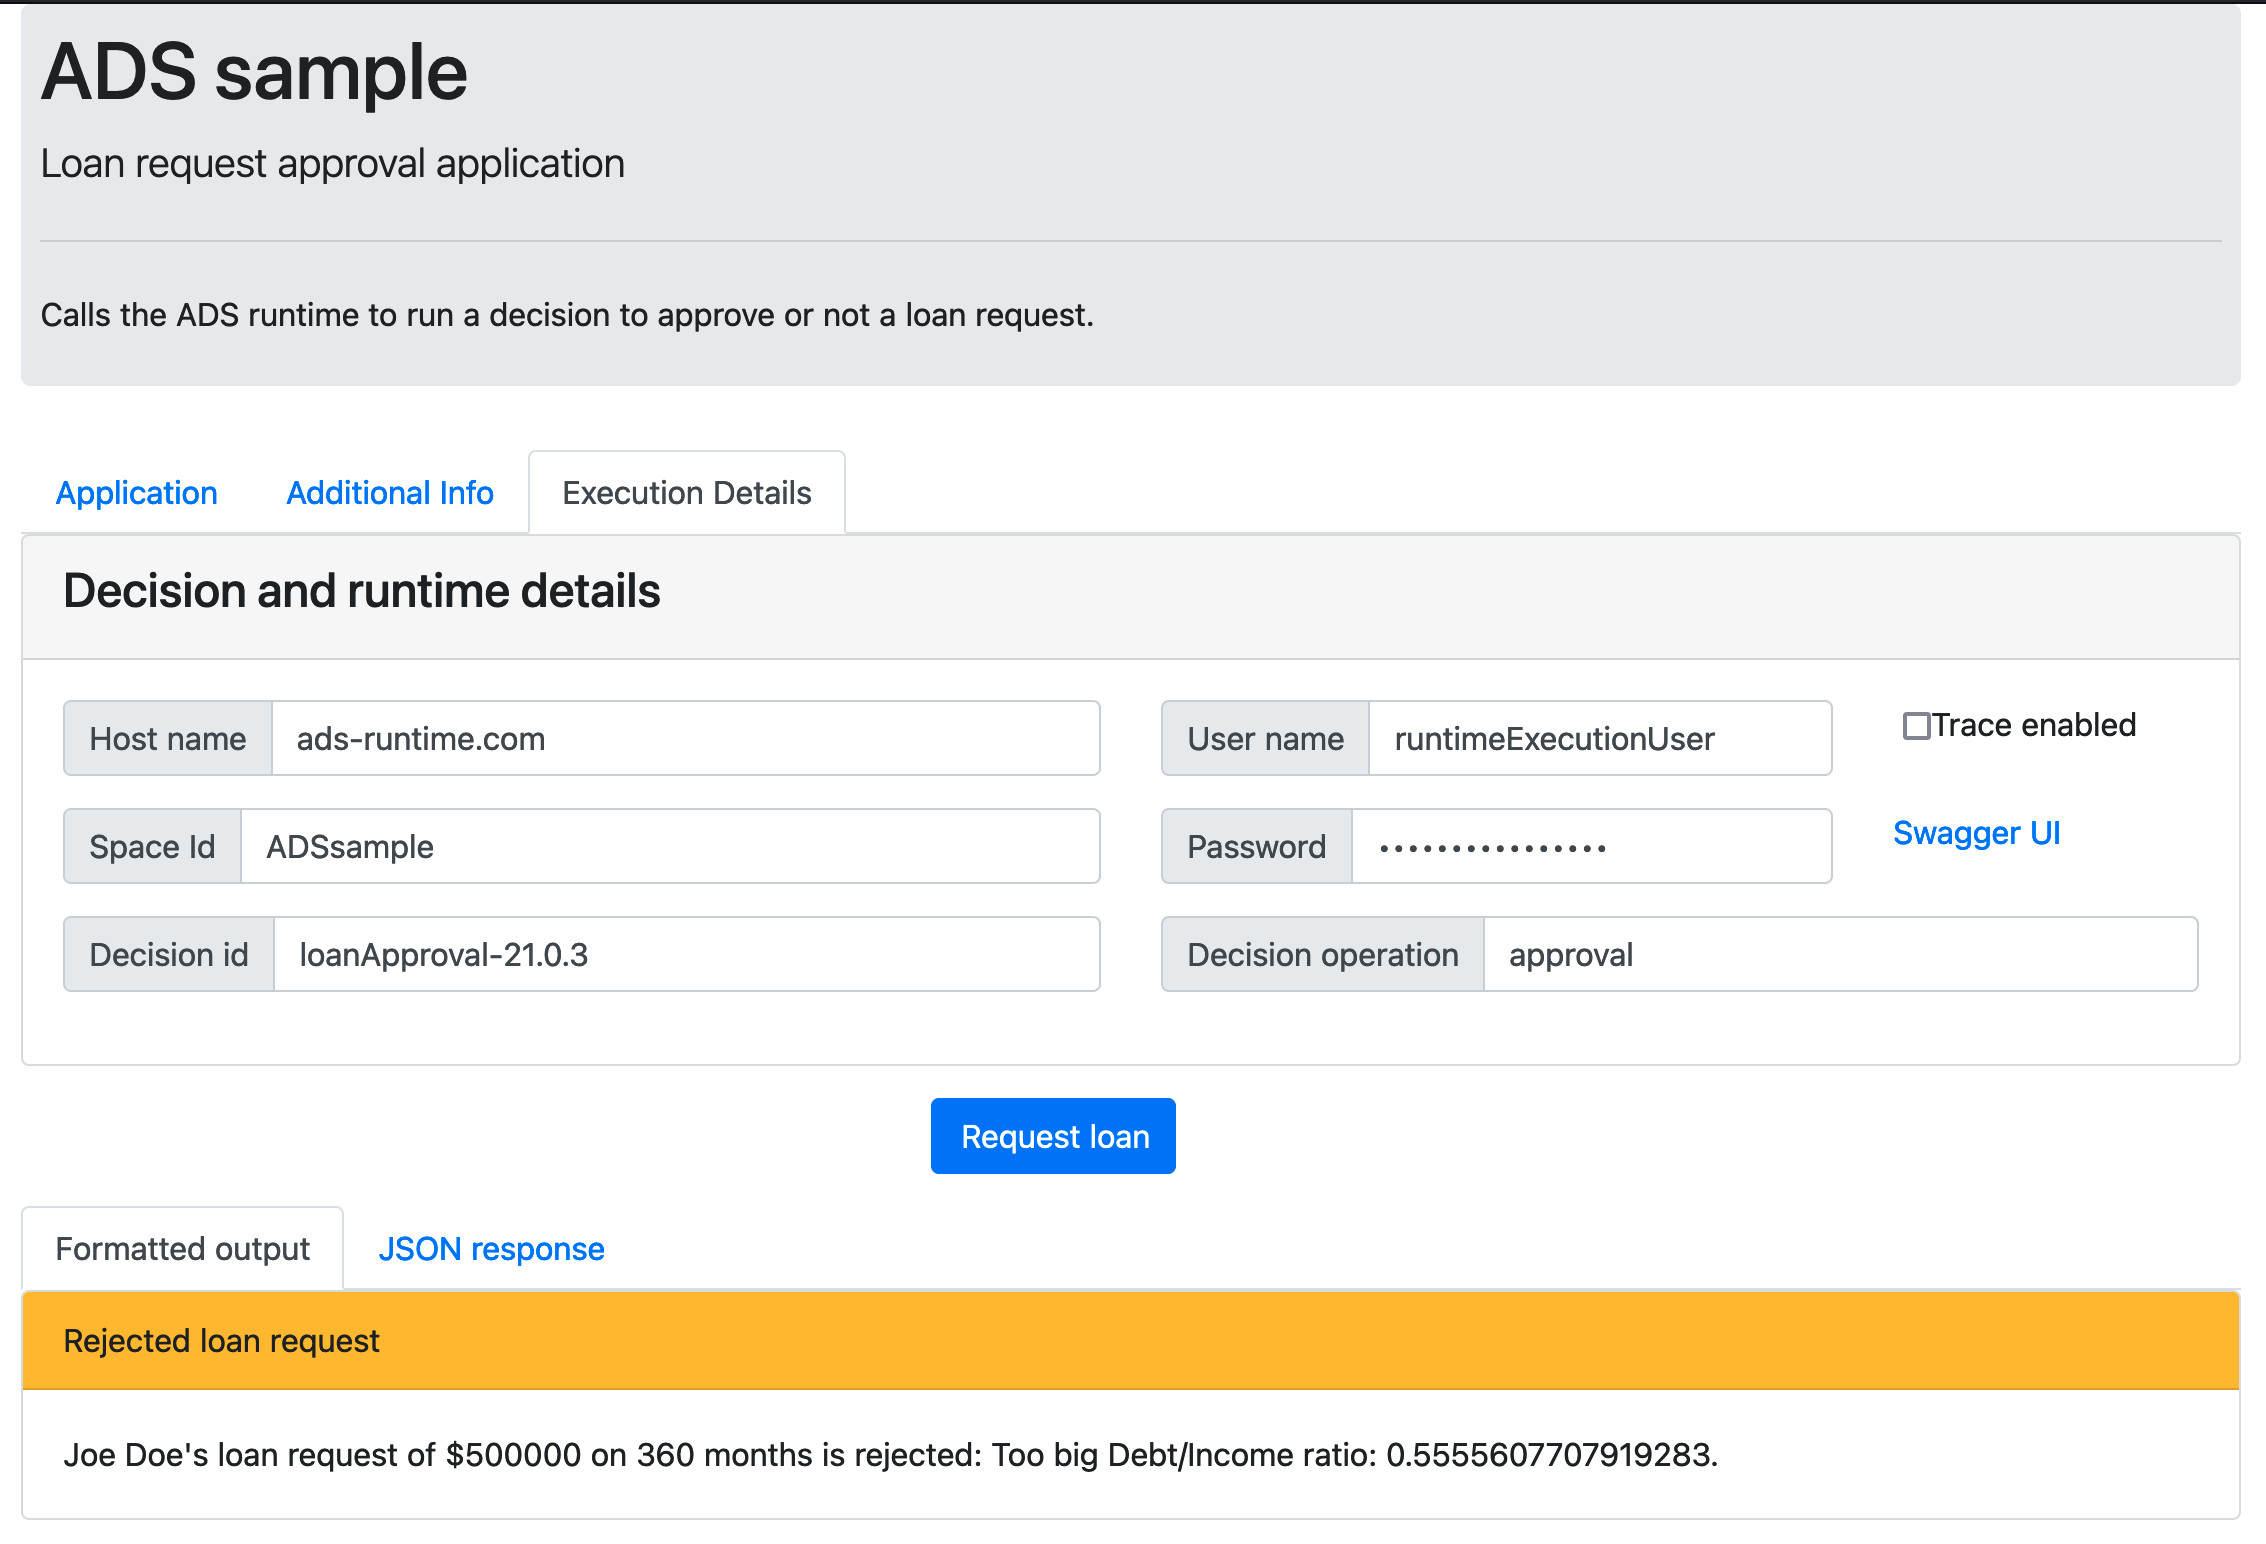 ADS sample
Loan request approval application
Calls the ADS runtime to run a decision to approve or not a loan request.
Application Additional Info Execution Details
Decision and runtime details
Host name ads-runtime.com User name runtimeExecutionUser Trace enabled
Space Id ADSsample Password •••••••••••••••• Swagger UI
Decision id loanApproval-21.0.3 Decision operation approval
Request loan
Formatted output JSON response
Rejected loan request
Joe Doe's loan request of $500000 on 360 months is rejected: Too big Debt/Income ratio: 0.5555607707919283.